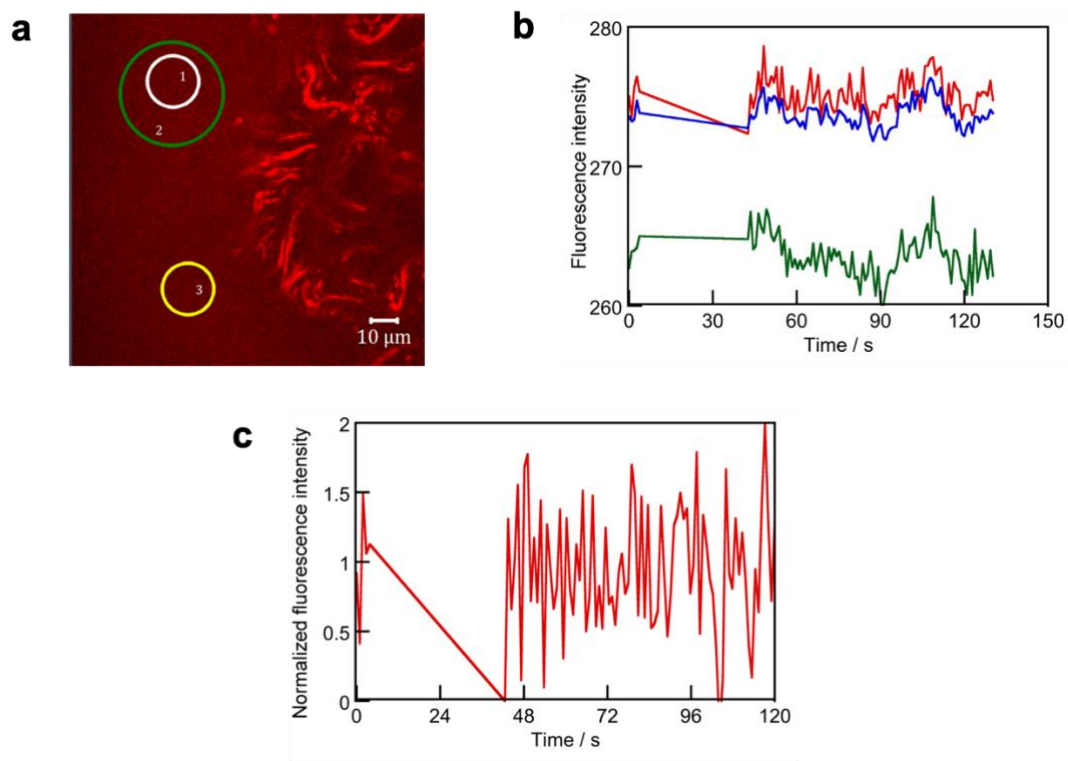 a
1
2
3
10 µm
b
Fluorescence intensity
280
270
260
0 30 60 90 120 150
Time / s
c
Normalized fluorescence intensity
2
1.5
1
0.5
0
0 24 48 72 96 120
Time / s